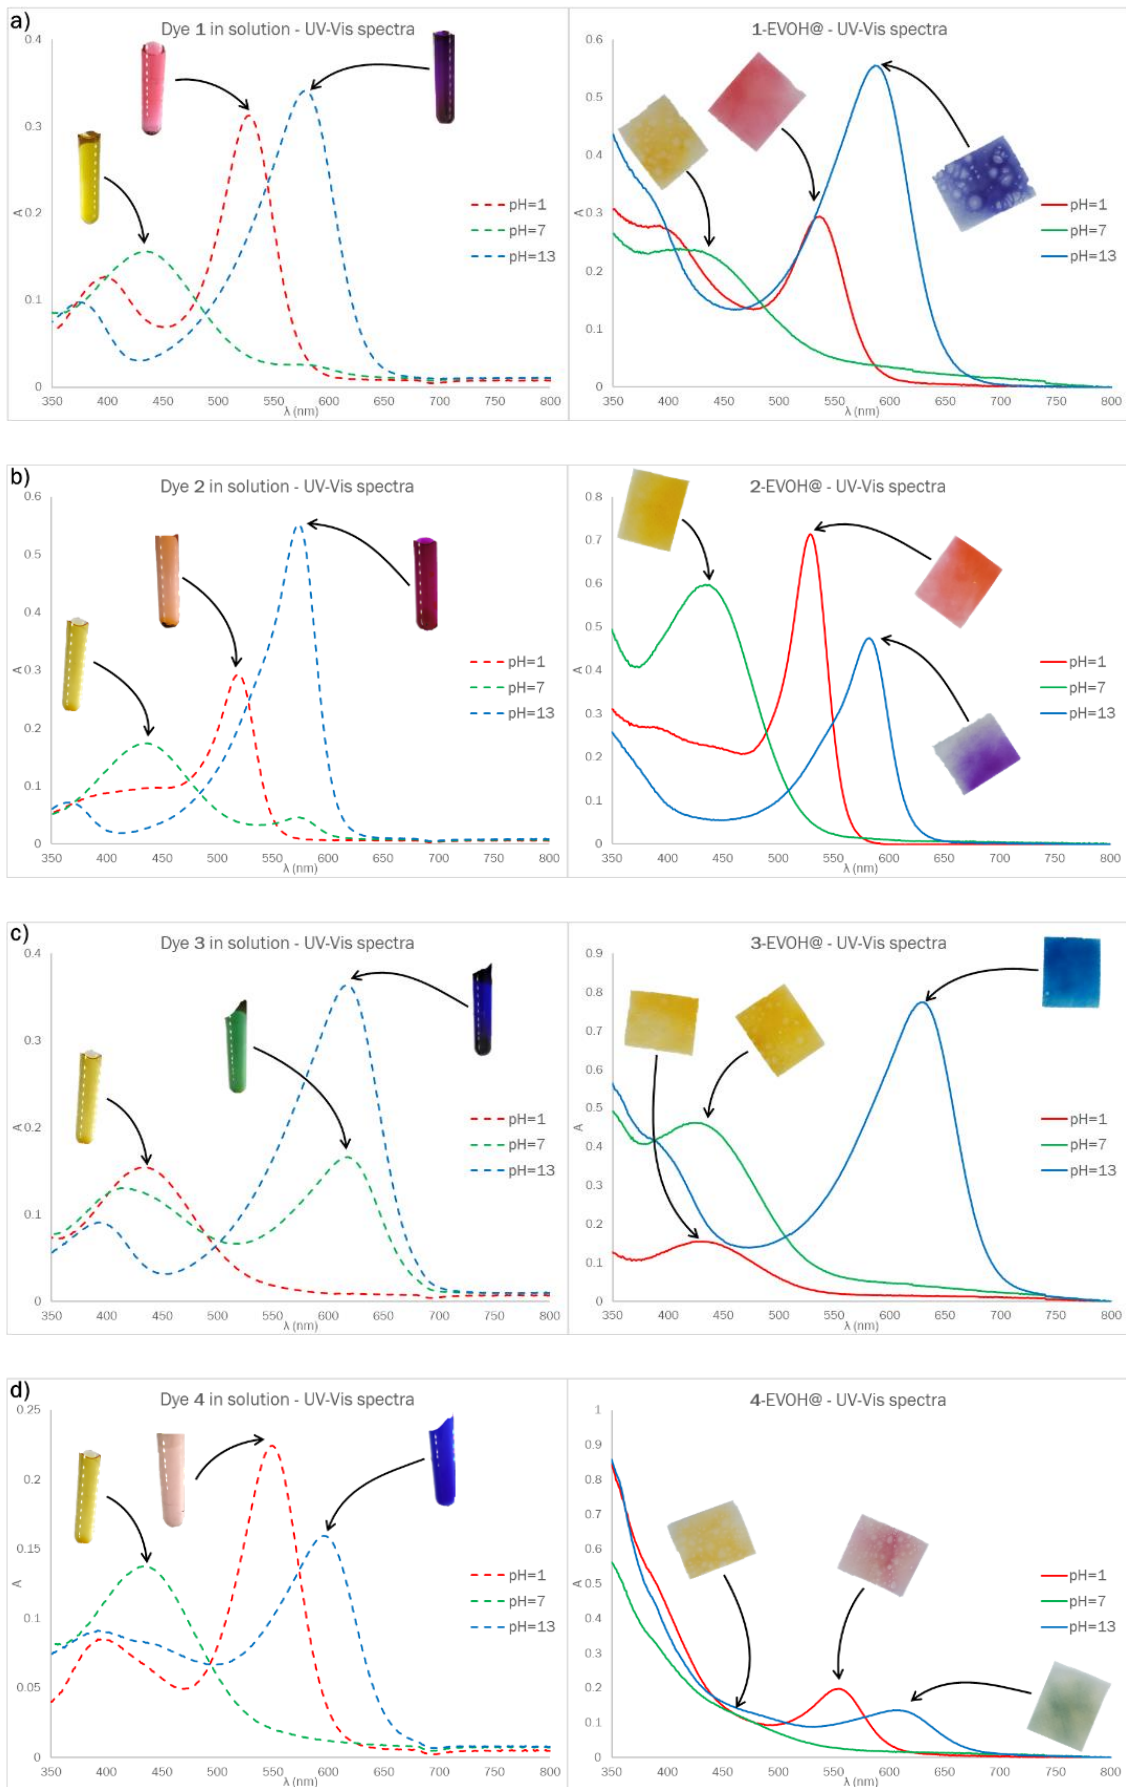 a)
Dye 1 in solution - UV-Vis spectra
0.4
0.3
0.2
0.1
0
A
350 400 450 500 550 600 650 700 750 800
λ (nm)
pH=1
pH=7
pH=13
1-EVOH@ - UV-Vis spectra
0.6
0.5
0.4
0.3
0.2
0.1
0
A
350 400 450 500 550 600 650 700 750 800
λ (nm)
pH=1
pH=7
pH=13
b)
Dye 2 in solution - UV-Vis spectra
0.6
0.5
0.4
0.3
0.2
0.1
0
A
350 400 450 500 550 600 650 700 750 800
λ (nm)
pH=1
pH=7
pH=13
2-EVOH@ - UV-Vis spectra
0.8
0.7
0.6
0.5
0.4
0.3
0.2
0.1
0
A
350 400 450 500 550 600 650 700 750 800
λ (nm)
pH=1
pH=7
pH=13
c)
Dye 3 in solution - UV-Vis spectra
0.4
0.3
0.2
0.1
0
A
350 400 450 500 550 600 650 700 750 800
λ (nm)
pH=1
pH=7
pH=13
3-EVOH@ - UV-Vis spectra
0.9
0.8
0.7
0.6
0.5
0.4
0.3
0.2
0.1
0
A
350 400 450 500 550 600 650 700 750 800
λ (nm)
pH=1
pH=7
pH=13
d)
Dye 4 in solution - UV-Vis spectra
0.25
0.2
0.15
0.1
0.05
0
A
350 400 450 500 550 600 650 700 750 800
λ (nm)
pH=1
pH=7
pH=13
4-EVOH@ - UV-Vis spectra
1
0.9
0.8
0.7
0.6
0.5
0.4
0.3
0.2
0.1
0
A
350 400 450 500 550 600 650 700 750 800
λ (nm)
pH=1
pH=7
pH=13